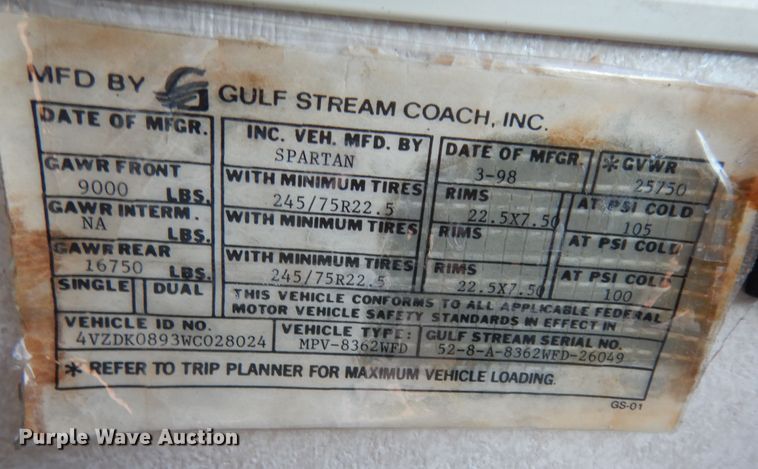 MFD BY GULF STREAM COACH, INC.
DATE OF MFGR. INC. VEH. MFD. BY DATE OF MFGR. * GVWR
SPARTAN 3-98 25750
GAWR FRONT WITH MINIMUM TIRES RIMS AT PSI COLD
9000 LBS. 245/75R22.5 22.5X7.50 105
GAWR INTERM. WITH MINIMUM TIRES RIMS AT PSI COLD
NA LBS.
GAWR REAR WITH MINIMUM TIRES RIMS AT PSI COLD
16750 LBS. 245/75R22.5 22.5X7.50 100
SINGLE DUAL THIS VEHICLE CONFORMS TO ALL APPLICABLE FEDERAL
MOTOR VEHICLE SAFETY STANDARDS IN EFFECT IN
VEHICLE ID NO. VEHICLE TYPE: GULF STREAM SERIAL NO.
4VZDK0893WC028024 MPV-8362WFD 52-8-A-8362WFD-26049
* REFER TO TRIP PLANNER FOR MAXIMUM VEHICLE LOADING.
GS-01
Purple Wave Auction